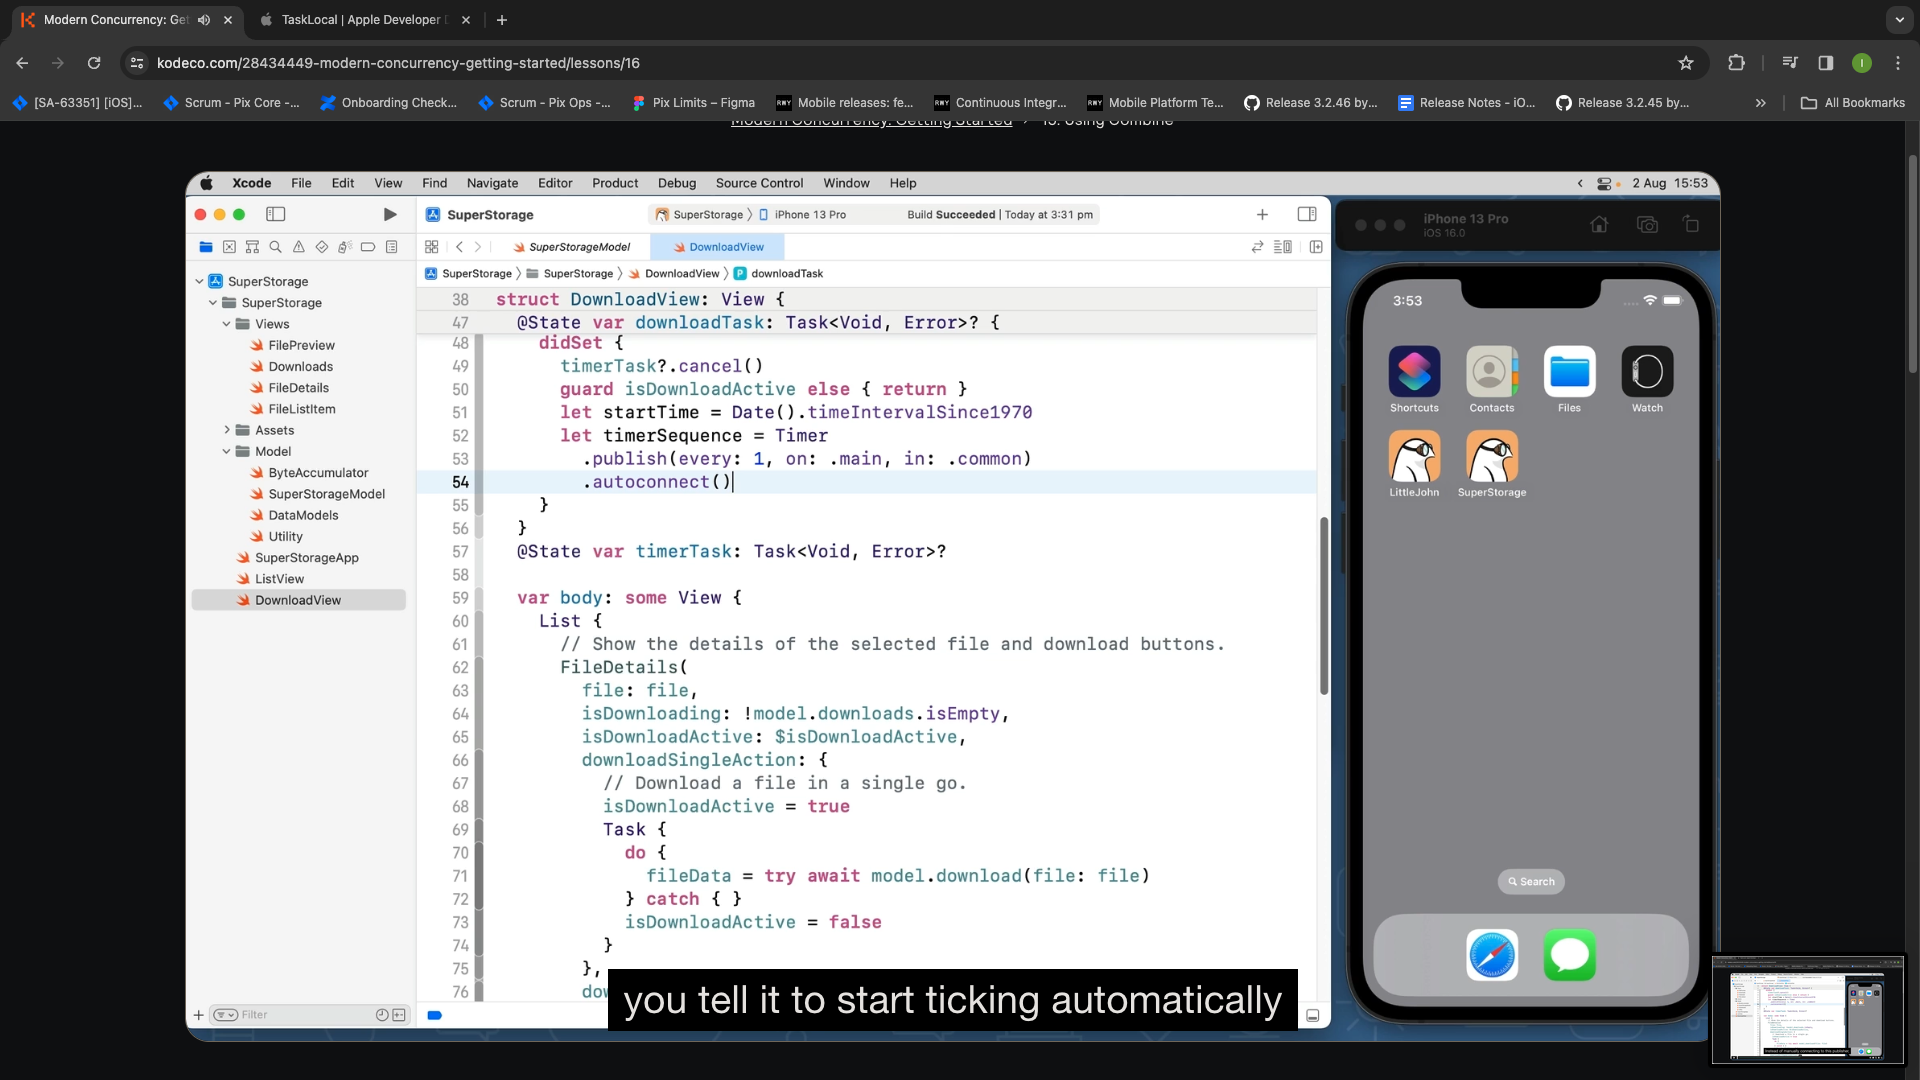 Modern Concurrency: Get
TaskLocal | Apple Developer D
kodeco.com/28434449-modern-concurrency-getting-started/lessons/16
I
[SA-63351] [iOS]...
Scrum - Pix Core -...
Onboarding Check...
Scrum - Pix Ops -...
Pix Limits – Figma
RWY
Mobile releases: fe...
RWY
Continuous Integr...
RWY
Mobile Platform Te...
Release 3.2.46 by...
Release Notes - iO...
Release 3.2.45 by...
All Bookmarks
Modern Concurrency: Getting Started › 15. Using Combine
Xcode File Edit View Find Navigate Editor Product Debug Source Control Window Help
2 Aug 15:53
SuperStorage
SuperStorage 〉 iPhone 13 Pro
Build Succeeded | Today at 3:31 pm
SuperStorageModel
DownloadView
SuperStorage 〉 SuperStorage 〉 DownloadView 〉 P downloadTask
SuperStorage
SuperStorage
Views
FilePreview
Downloads
FileDetails
FileListItem
Assets
Model
ByteAccumulator
SuperStorageModel
DataModels
Utility
SuperStorageApp
ListView
DownloadView
Filter
38 struct DownloadView: View {
47 @State var downloadTask: Task<Void, Error>? {
48 didSet {
49 timerTask?.cancel()
50 guard isDownloadActive else { return }
51 let startTime = Date().timeIntervalSince1970
52 let timerSequence = Timer
53 .publish(every: 1, on: .main, in: .common)
54 .autoconnect()
55 }
56 }
57 @State var timerTask: Task<Void, Error>?
58
59 var body: some View {
60 List {
61 // Show the details of the selected file and download buttons.
62 FileDetails(
63 file: file,
64 isDownloading: !model.downloads.isEmpty,
65 isDownloadActive: $isDownloadActive,
66 downloadSingleAction: {
67 // Download a file in a single go.
68 isDownloadActive = true
69 Task {
70 do {
71 fileData = try await model.download(file: file)
72 } catch { }
73 isDownloadActive = false
74 }
75 },
76 dow
you tell it to start ticking automatically
iPhone 13 Pro
iOS 16.0
3:53
Shortcuts
Contacts
Files
Watch
LittleJohn
SuperStorage
Search